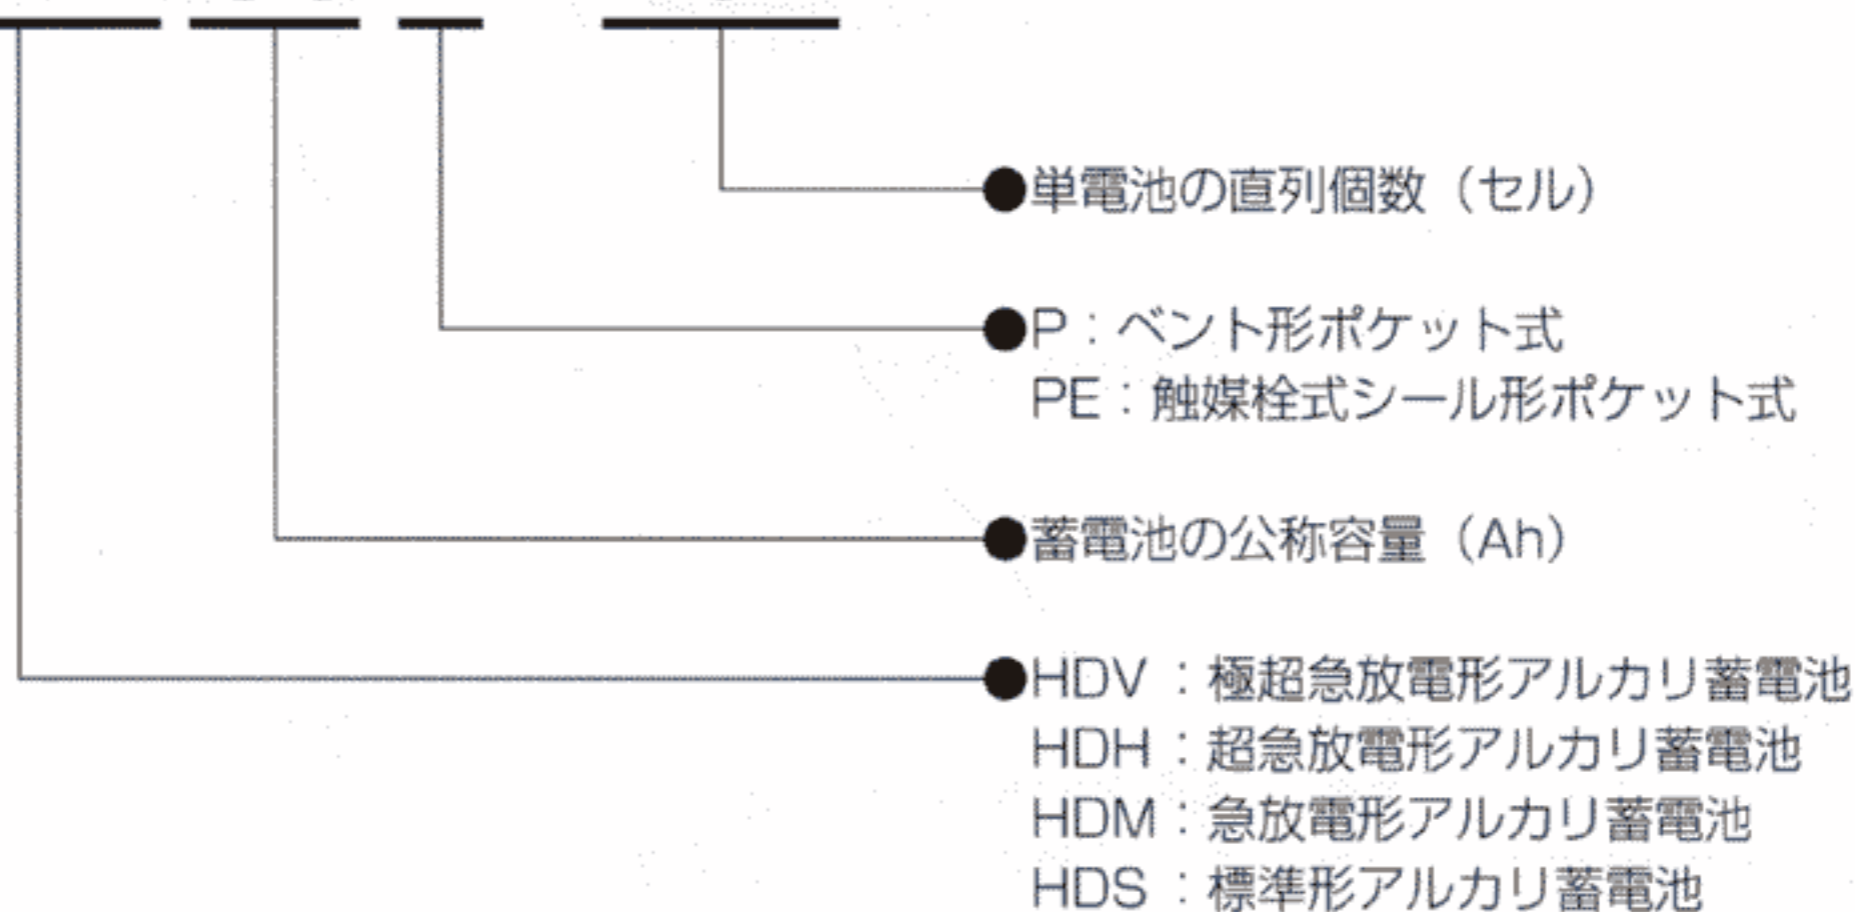 単電池の直列個数（セル）
P：ベント形ポケット式
PE：触媒栓式シール形ポケット式
蓄電池の公称容量（Ah）
HDV：極超急放電形アルカリ蓄電池
HDH：超急放電形アルカリ蓄電池
HDM：急放電形アルカリ蓄電池
HDS：標準形アルカリ蓄電池